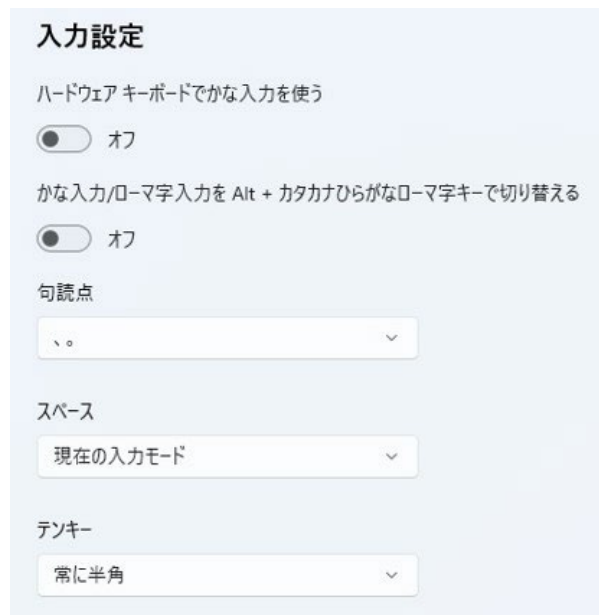 入力設定
ハードウェア キーボードでかな入力を使う
オフ
かな入力/ローマ字入力を Alt + カタカナひらがなローマ字キーで切り替える
オフ
句読点
、。
スペース
現在の入力モード
テンキー
常に半角